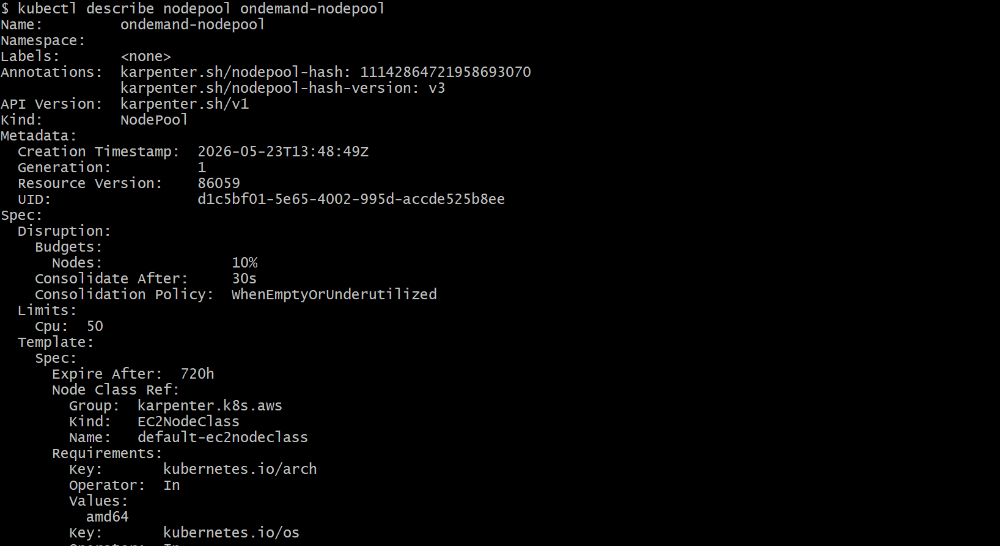 $ kubectl describe nodepool ondemand-nodepool
Name:         ondemand-nodepool
Namespace:
Labels:       <none>
Annotations:  karpenter.sh/nodepool-hash: 11142864721958693070
              karpenter.sh/nodepool-hash-version: v3
API Version:  karpenter.sh/v1
Kind:         NodePool
Metadata:
  Creation Timestamp:  2026-05-23T13:48:49Z
  Generation:          1
  Resource Version:    86059
  UID:                 d1c5bf01-5e65-4002-995d-accde525b8ee
Spec:
  Disruption:
    Budgets:
      Nodes:               10%
    Consolidate After:     30s
    Consolidation Policy:  WhenEmptyOrUnderutilized
  Limits:
    Cpu:  50
  Template:
    Spec:
      Expire After:  720h
      Node Class Ref:
        Group:  karpenter.k8s.aws
        Kind:   EC2NodeClass
        Name:   default-ec2nodeclass
      Requirements:
        Key:       kubernetes.io/arch
        Operator:  In
        Values:
          amd64
        Key:       kubernetes.io/os
        Operator:  In